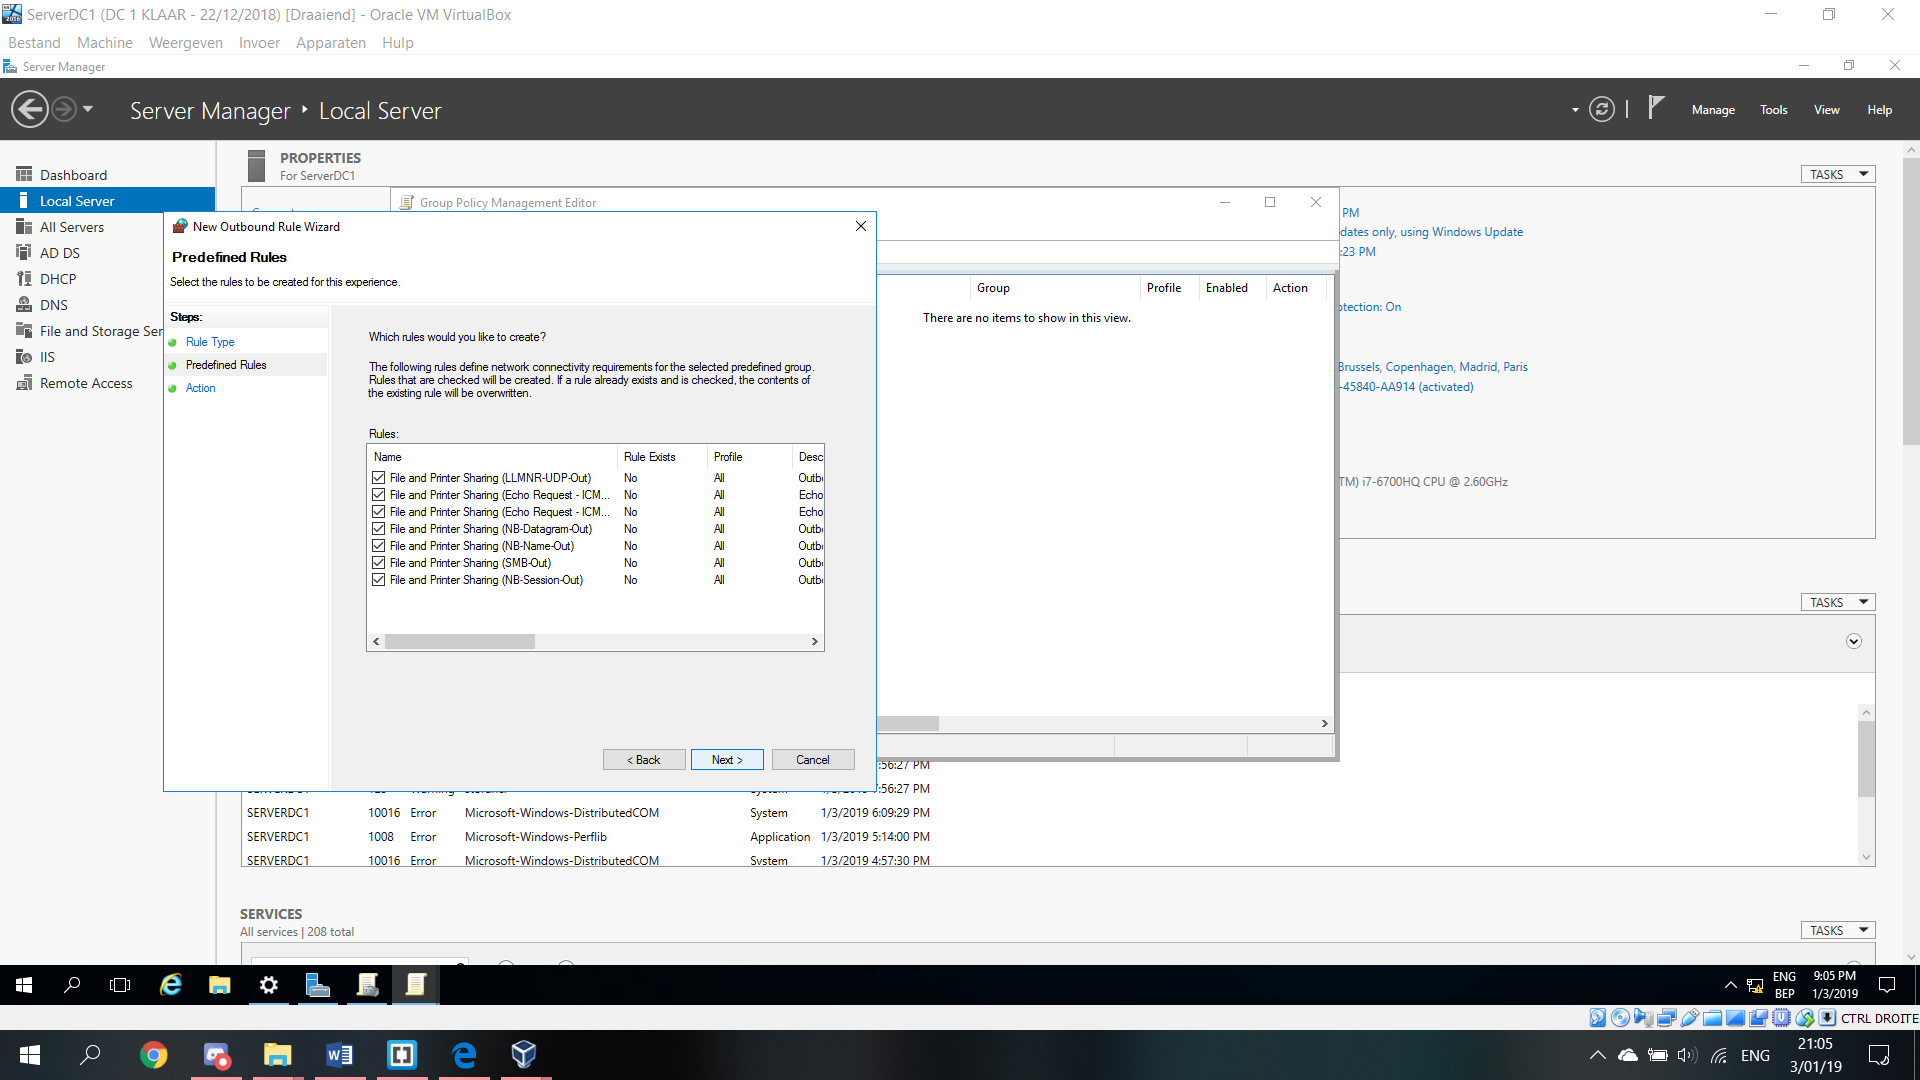 ServerDC1 (DC 1 KLAAR - 22/12/2018) [Draaiend] - Oracle VM VirtualBox
Bestand Machine Weergeven Invoer Apparaten Hulp
Server Manager
Server Manager Local Server
Manage Tools View Help
Dashboard
Local Server
All Servers
AD DS
DHCP
DNS
File and Storage Ser
IIS
Remote Access
PROPERTIES
For ServerDC1
TASKS
Group Policy Management Editor
PM
dates only, using Windows Update
:23 PM
otection: On
Brussels, Copenhagen, Madrid, Paris
-45840-AA914 (activated)
TM) i7-6700HQ CPU @ 2.60GHz
Group Profile Enabled Action
There are no items to show in this view.
New Outbound Rule Wizard
Predefined Rules
Select the rules to be created for this experience.
Steps:
Rule Type
Predefined Rules
Action
Which rules would you like to create?
The following rules define network connectivity requirements for the selected predefined group.
Rules that are checked will be created. If a rule already exists and is checked, the contents of
the existing rule will be overwritten.
Rules:
Name Rule Exists Profile Desc
File and Printer Sharing (LLMNR-UDP-Out) No All Outb
File and Printer Sharing (Echo Request - ICM... No All Echo
File and Printer Sharing (Echo Request - ICM... No All Echo
File and Printer Sharing (NB-Datagram-Out) No All Outb
File and Printer Sharing (NB-Name-Out) No All Outb
File and Printer Sharing (SMB-Out) No All Outb
File and Printer Sharing (NB-Session-Out) No All Outb
< Back Next > Cancel
TASKS
:56:27 PM
:56:27 PM
SERVERDC1 10016 Error Microsoft-Windows-DistributedCOM System 1/3/2019 6:09:29 PM
SERVERDC1 1008 Error Microsoft-Windows-Perflib Application 1/3/2019 5:14:00 PM
SERVERDC1 10016 Error Microsoft-Windows-DistributedCOM System 1/3/2019 4:57:30 PM
SERVICES
All services | 208 total
TASKS
ENG
BEP
9:05 PM
1/3/2019
CTRL DROITE
ENG
21:05
3/01/19